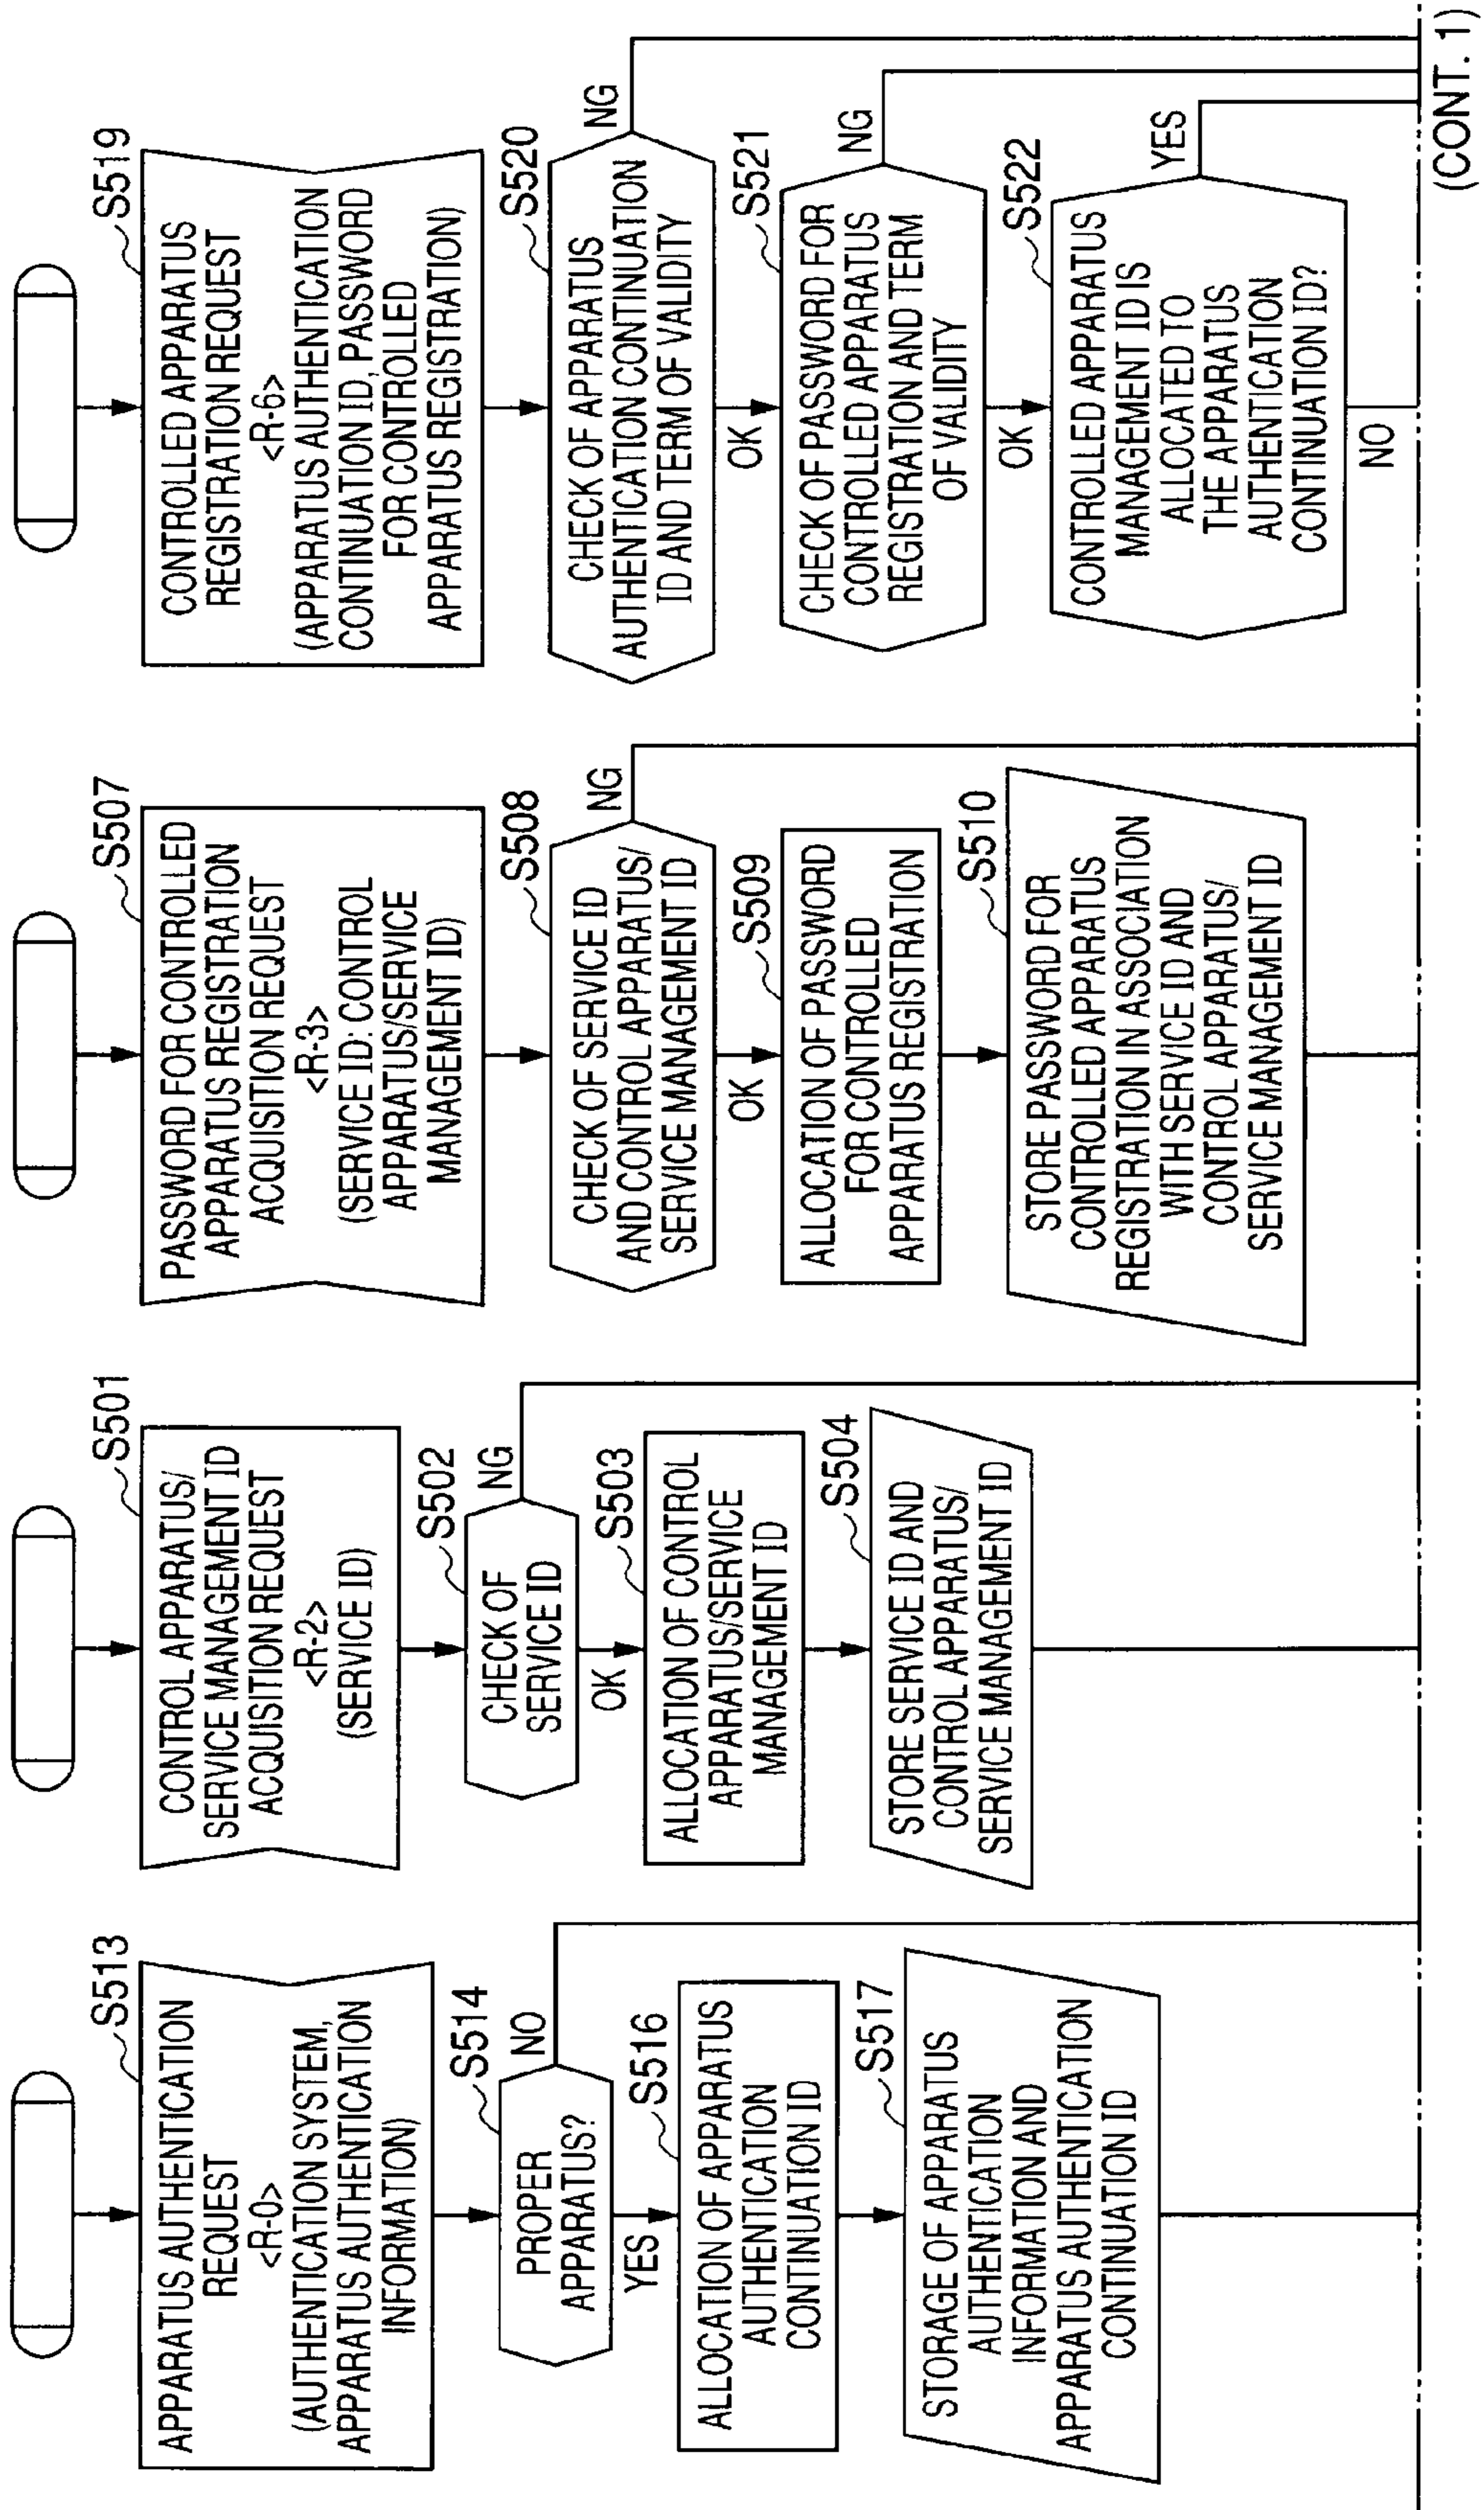 S513
APPARATUS AUTHENTICATION
REQUEST
<R-0>
(AUTHENTICATION SYSTEM,
APPARATUS AUTHENTICATION
INFORMATION)
S514
PROPER
APPARATUS?
NO
YES
S516
ALLOCATION OF APPARATUS
AUTHENTICATION
CONTINUATION ID
S517
STORAGE OF APPARATUS
AUTHENTICATION
INFORMATION AND
APPARATUS AUTHENTICATION
CONTINUATION ID
S501
CONTROL APPARATUS/
SERVICE MANAGEMENT ID
ACQUISITION REQUEST
<R-2>
(SERVICE ID)
S502
CHECK OF
SERVICE ID
NG
OK
S503
ALLOCATION OF CONTROL
APPARATUS/SERVICE
MANAGEMENT ID
S504
STORE SERVICE ID AND
CONTROL APPARATUS/
SERVICE MANAGEMENT ID
S507
PASSWORD FOR CONTROLLED
APPARATUS REGISTRATION
ACQUISITION REQUEST
<R-3>
(SERVICE ID: CONTROL
APPARATUS/SERVICE
MANAGEMENT ID)
S508
CHECK OF SERVICE ID
AND CONTROL APPARATUS/
SERVICE MANAGEMENT ID
NG
OK
S509
ALLOCATION OF PASSWORD
FOR CONTROLLED
APPARATUS REGISTRATION
S510
STORE PASSWORD FOR
CONTROLLED APPARATUS
REGISTRATION IN ASSOCIATION
WITH SERVICE ID AND
CONTROL APPARATUS/
SERVICE MANAGEMENT ID
S519
CONTROLLED APPARATUS
REGISTRATION REQUEST
<R-6>
(APPARATUS AUTHENTICATION
CONTINUATION ID, PASSWORD
FOR CONTROLLED
APPARATUS REGISTRATION)
S520
CHECK OF APPARATUS
AUTHENTICATION CONTINUATION
ID AND TERM OF VALIDITY
NG
OK
S521
CHECK OF PASSWORD FOR
CONTROLLED APPARATUS
REGISTRATION AND TERM
OF VALIDITY
NG
OK
S522
CONTROLLED APPARATUS
MANAGEMENT ID IS
ALLOCATED TO
THE APPARATUS
AUTHENTICATION
CONTINUATION ID?
YES
NO
(CONT. 1)